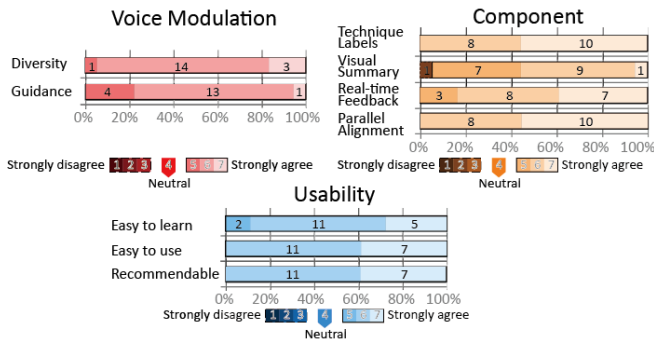 Voice Modulation
Diversity 1 14 3
Guidance 4 13 1
0% 20% 40% 60% 80% 100%
Strongly disagree 1 2 3 4 5 6 7 Strongly agree
Neutral
Component
Technique Labels 8 10
Visual Summary 1 7 9 1
Real-time Feedback 3 8 7
Parallel Alignment 8 10
0% 20% 40% 60% 80% 100%
Strongly disagree 1 2 3 4 5 6 7 Strongly agree
Neutral
Usability
Easy to learn 2 11 5
Easy to use 11 7
Recommendable 11 7
0% 20% 40% 60% 80% 100%
Strongly disagree 1 2 3 4 5 6 7 Strongly agree
Neutral